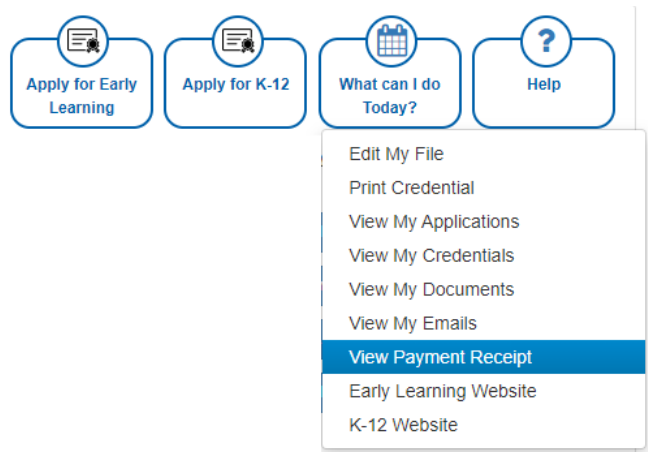 Apply for Early
Learning
Apply for K-12
What can I do
Today?
?
Help
Edit My File
Print Credential
View My Applications
View My Credentials
View My Documents
View My Emails
View Payment Receipt
Early Learning Website
K-12 Website